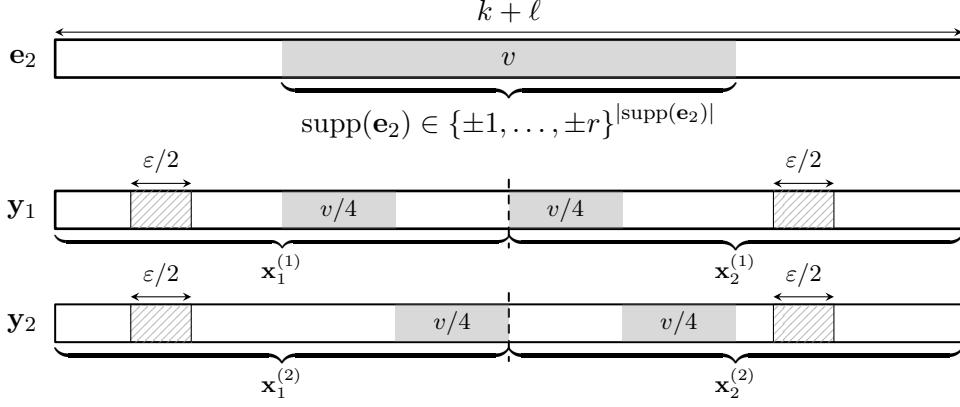 k + ℓ
e₂ v
supp(e₂) ∈ {±1, . . . , ±r}^|supp(e₂)|
ε/2 ε/2
y₁ v/4 v/4
x₁⁽¹⁾ x₂⁽¹⁾
ε/2 ε/2
y₂ v/4 v/4
x₁⁽²⁾ x₂⁽²⁾